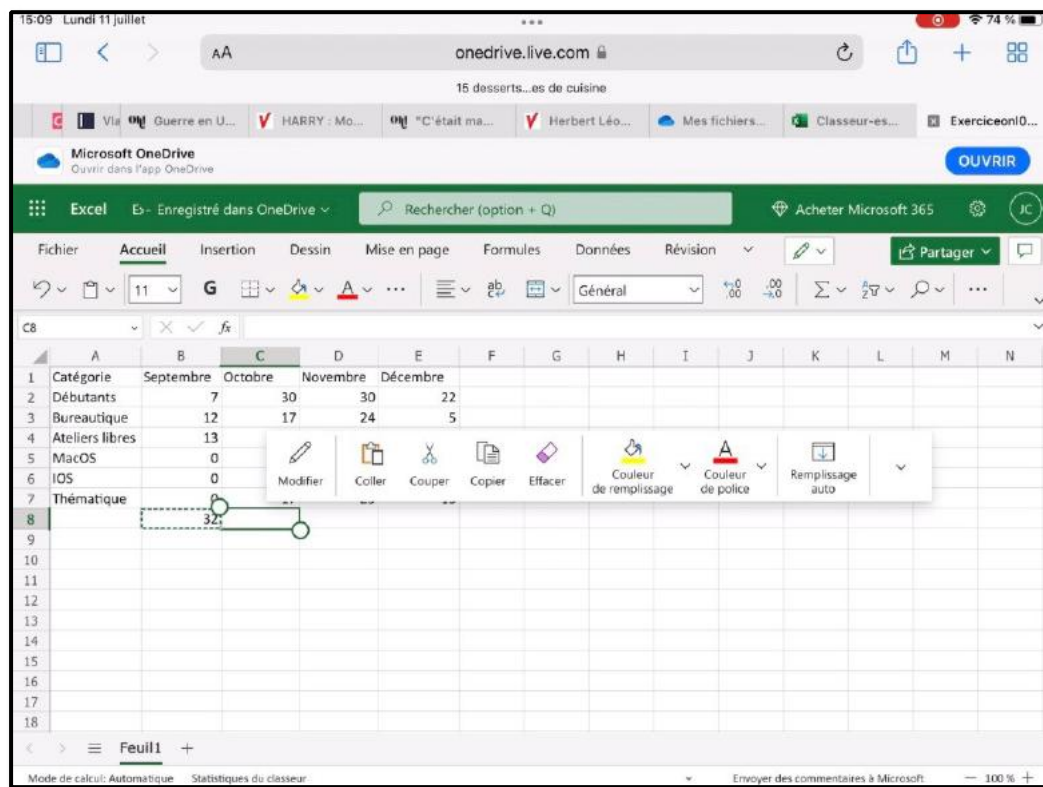 15:09 Lundi 11 juillet
74 %
AA onedrive.live.com
15 desserts...es de cuisine
Vla Guerre en U... HARRY : Mo... "C'était ma... Herbert Léo... Mes fichiers... Classeur-es... Exerciceonl0...
Microsoft OneDrive
Ouvrir dans l'app OneDrive
OUVRIR
Excel - Enregistré dans OneDrive Rechercher (option + Q) Acheter Microsoft 365 JC
Fichier Accueil Insertion Dessin Mise en page Formules Données Révision Partager
11 G A ab Général
C8 fx
A B C D E F G H I J K L M N
1 Catégorie Septembre Octobre Novembre Décembre
2 Débutants 7 30 30 22
3 Bureautique 12 17 24 5
4 Ateliers libres 13
5 MacOS 0
6 IOS 0
7 Thématique
Modifier Coller Couper Copier Effacer Couleur de remplissage Couleur de police Remplissage auto
8 32
9
10
11
12
13
14
15
16
17
18
Feuil1
Mode de calcul: Automatique Statistiques du classeur Envoyer des commentaires à Microsoft 100 %